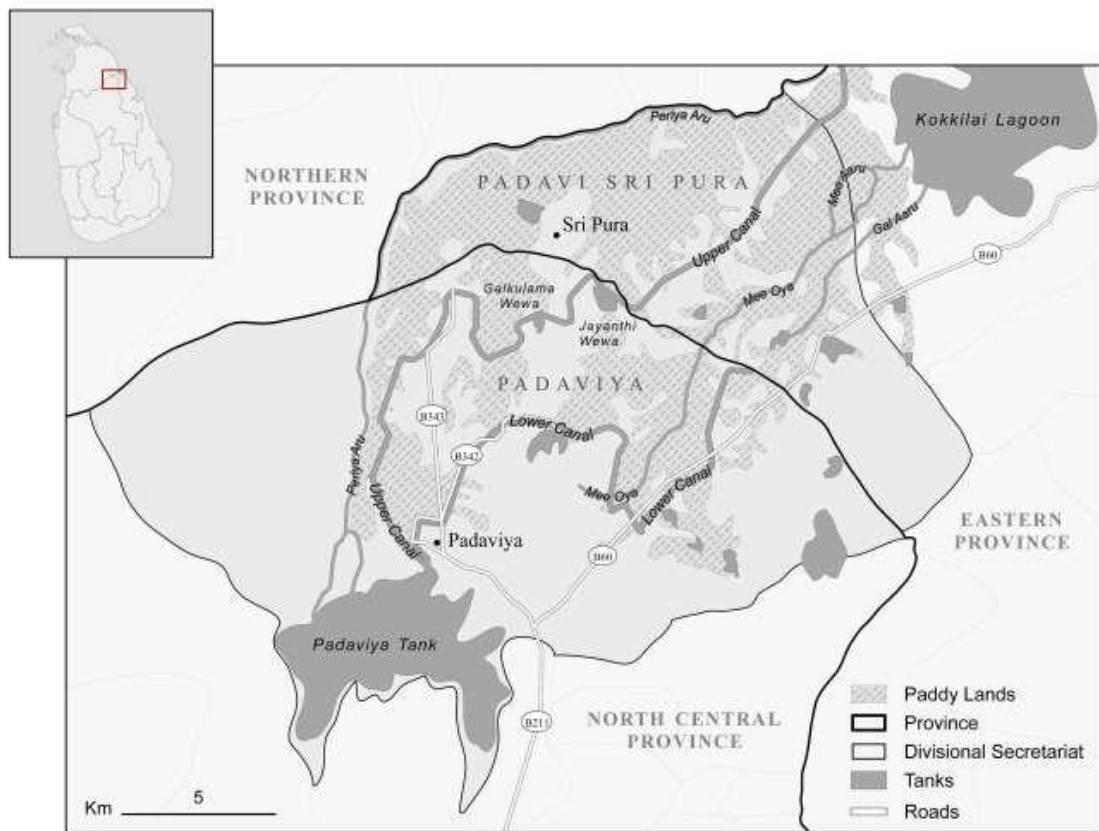 Kokkilai Lagoon
Periya Aru
NORTHERN
PROVINCE
PADAVI SRI PURA
Mee Aaru
Sri Pura
Upper Canal
Gal Aaru
B60
Galkulama
Wewa
Mee Oya
Jayanthi
Wewa
PADAVIYA
B343
Lower Canal
B342
Periya Aru
Upper Canal
Mee Oya
Lower Canal
EASTERN
PROVINCE
Padaviya
B60
Padaviya Tank
NORTH CENTRAL
PROVINCE
B211
Paddy Lands
Province
Divisional Secretariat
Tanks
Roads
Km 5